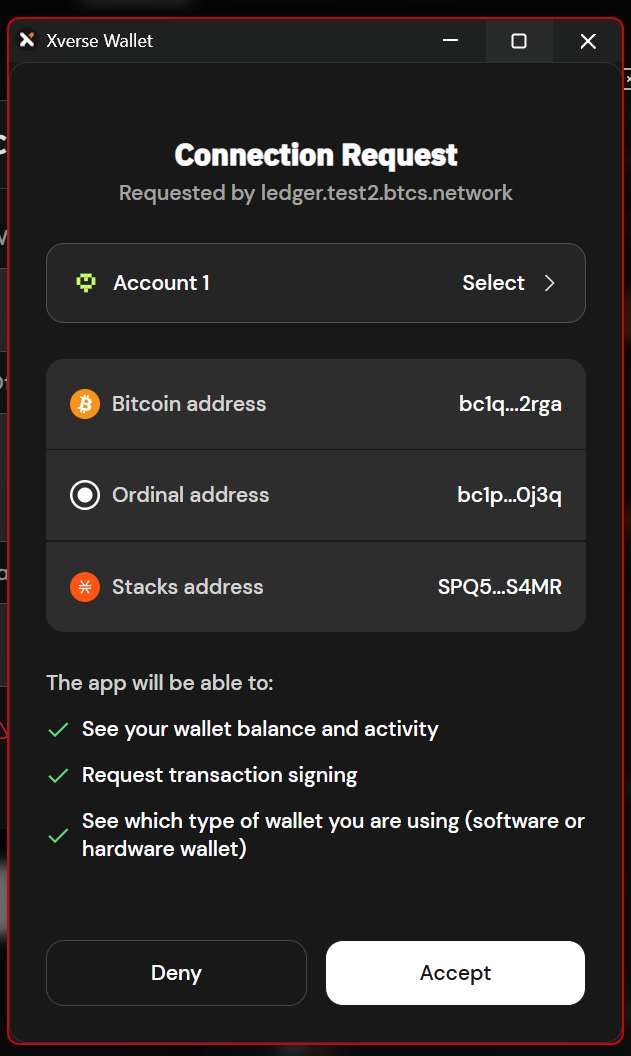 Xverse Wallet
Connection Request
Requested by ledger.test2.btcs.network
Account 1 Select
Bitcoin address bc1q...2rga
Ordinal address bc1p...0j3q
Stacks address SPQ5...S4MR
The app will be able to:
See your wallet balance and activity
Request transaction signing
See which type of wallet you are using (software or
hardware wallet)
Deny Accept